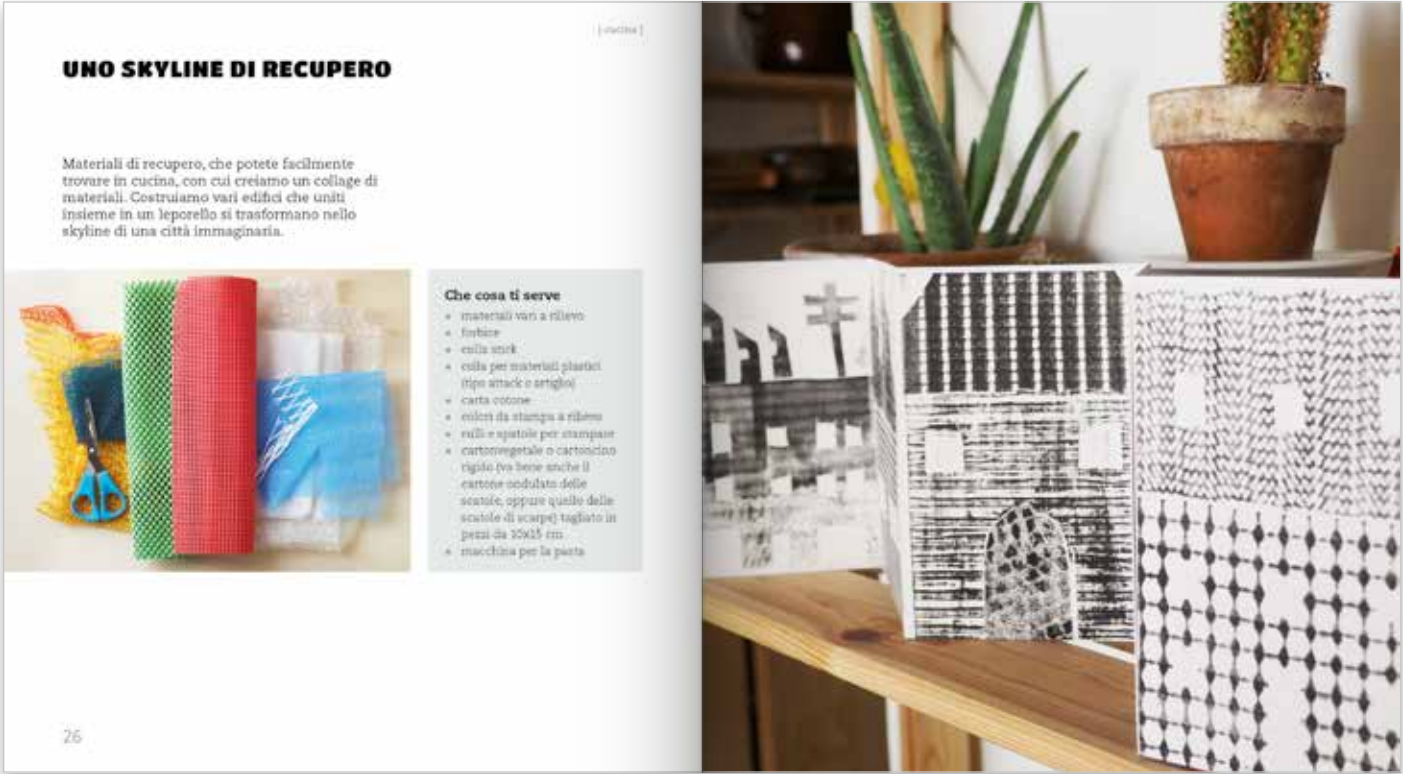 [ cucina ]
UNO SKYLINE DI RECUPERO
Materiali di recupero, che potete facilmente
trovare in cucina, con cui creiamo un collage di
materiali. Costruiamo vari edifici che uniti
insieme in un leporello si trasformano nello
skyline di una città immaginaria.
Che cosa ti serve
• materiali vari a rilievo
• forbice
• colla stick
• colla per materiali plastici
(tipo attack o artiglio)
• carta cotone
• colori da stampa a rilievo
• rulli e spatole per stampare
• cartonvegetale o cartoncino
rigido (va bene anche il
cartone ondulato delle
scatole, oppure quello delle
scatole di scarpe) tagliato in
pezzi da 10x15 cm
• macchina per la pasta
26